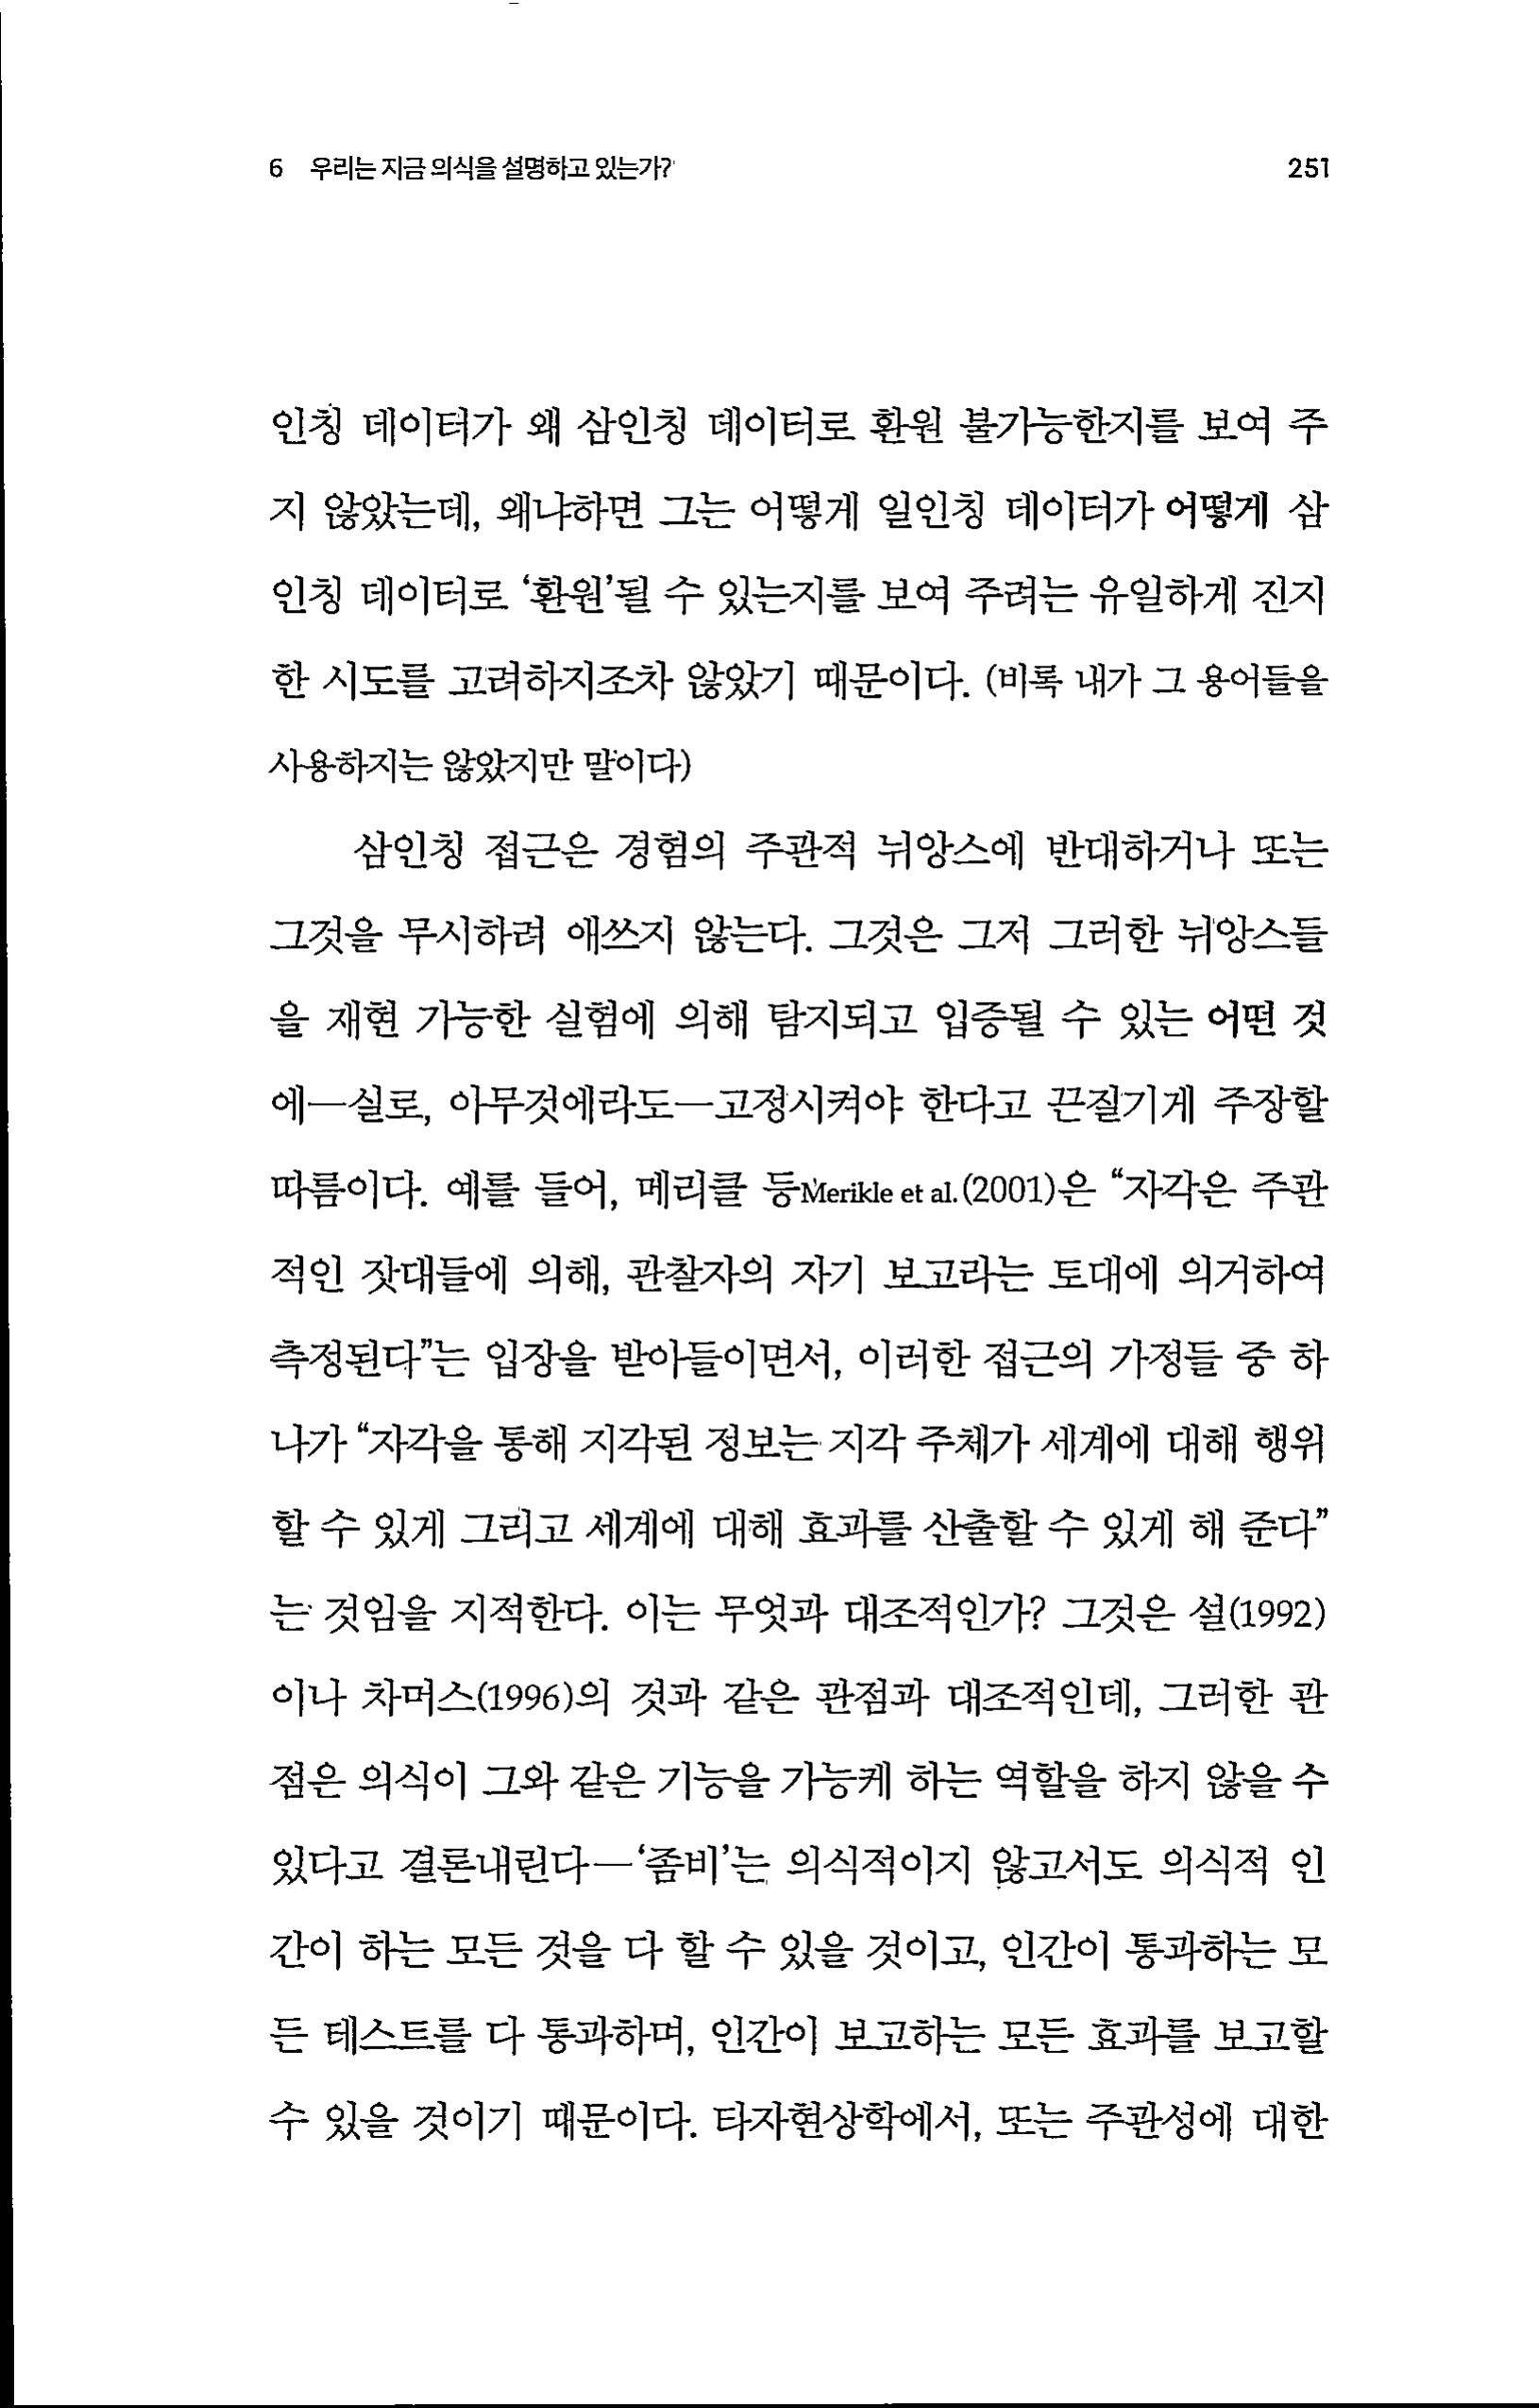 6 우리는 지금 의식을 설명하고 있는가? 251
인칭 데이터가 왜 삼인칭 데이터로 환원 불가능한지를 보여 주
지 않았는데, 왜냐하면 그는 어떻게 일인칭 데이터가 어떻게 삼
인칭 데이터로 ‘환원’될 수 있는지를 보여 주려는 유일하게 진지
한 시도를 고려하지조차 않았기 때문이다. (비록 내가 그 용어들을
사용하지는 않았지만 말이다)
삼인칭 접근은 경험의 주관적 뉘앙스에 반대하거나 또는
그것을 무시하려 애쓰지 않는다. 그것은 그저 그러한 뉘앙스들
을 재현 가능한 실험에 의해 탐지되고 입증될 수 있는 어떤 것
에—실로, 아무것에라도—고정시켜야 한다고 끈질기게 주장할
따름이다. 예를 들어, 메리클 등Merikle et al.(2001)은 “자각은 주관
적인 잣대들에 의해, 관찰자의 자기 보고라는 토대에 의거하여
측정된다”는 입장을 받아들이면서, 이러한 접근의 가정들 중 하
나가 “자각을 통해 지각된 정보는 지각 주체가 세계에 대해 행위
할 수 있게 그리고 세계에 대해 효과를 산출할 수 있게 해 준다”
는 것임을 지적한다. 이는 무엇과 대조적인가? 그것은 설(1992)
이나 차머스(1996)의 것과 같은 관점과 대조적인데, 그러한 관
점은 의식이 그와 같은 기능을 가능케 하는 역할을 하지 않을 수
있다고 결론내린다—‘좀비’는 의식적이지 않고서도 의식적 인
간이 하는 모든 것을 다 할 수 있을 것이고, 인간이 통과하는 모
든 테스트를 다 통과하며, 인간이 보고하는 모든 효과를 보고할
수 있을 것이기 때문이다. 타자현상학에서, 또는 주관성에 대한